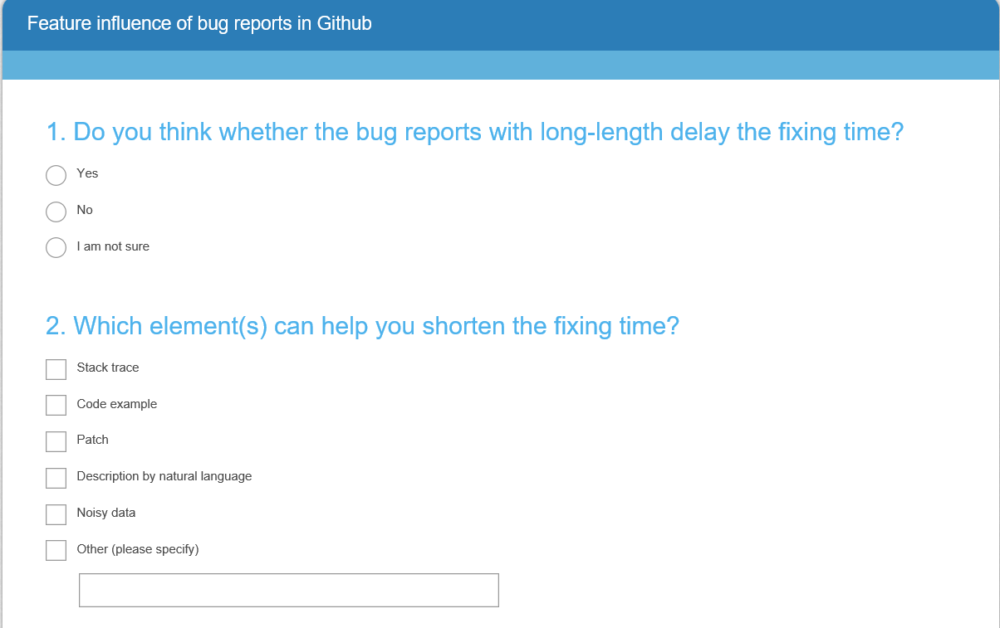 Feature influence of bug reports in Github
1. Do you think whether the bug reports with long-length delay the fixing time?
Yes
No
I am not sure
2. Which element(s) can help you shorten the fixing time?
Stack trace
Code example
Patch
Description by natural language
Noisy data
Other (please specify)